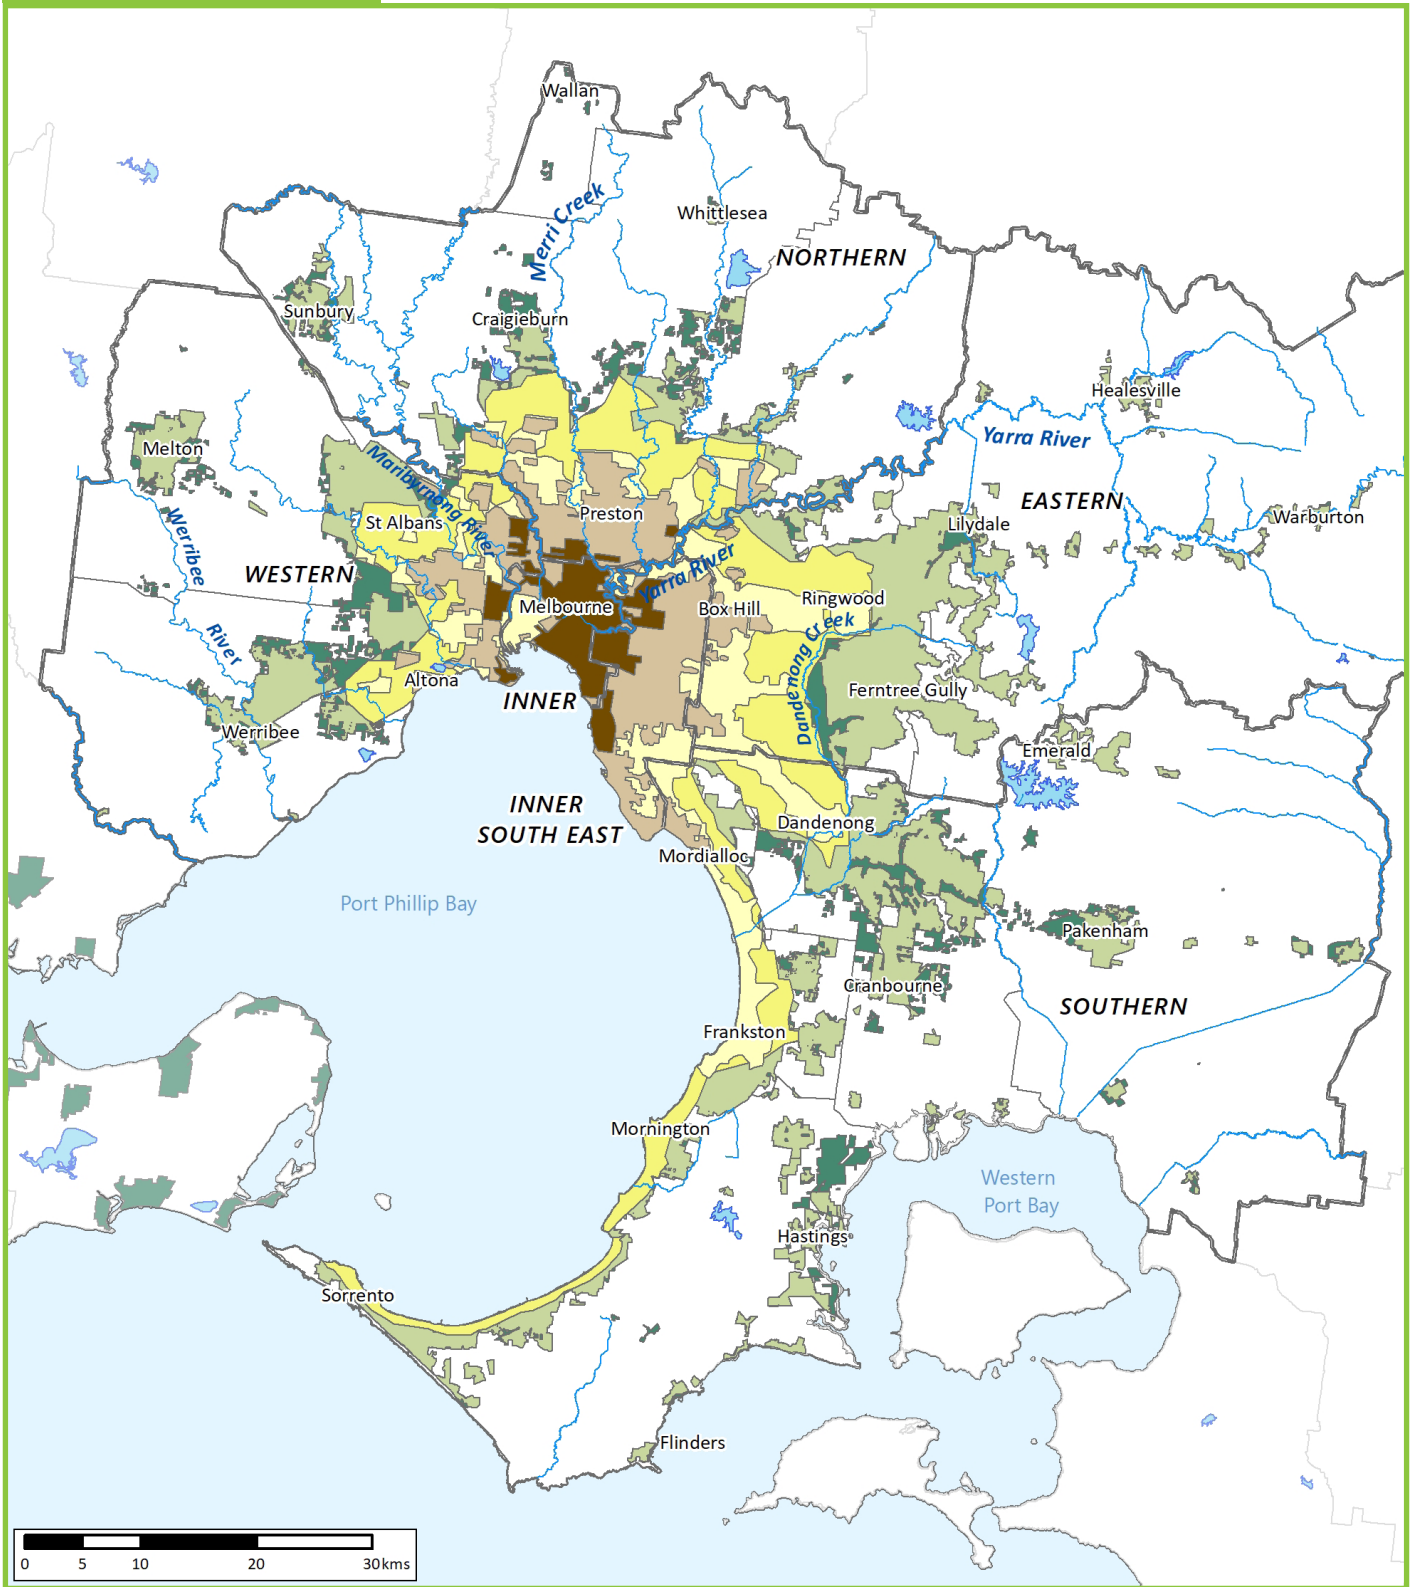 Wallan
Merri Creek
Whittlesea
NORTHERN
Sunbury
Craigieburn
Healesville
Yarra River
Melton
Maribyrnong River
EASTERN
Werribee
River
St Albans
Preston
Lilydale
Warburton
WESTERN
Yarra River
Melbourne
Box Hill
Ringwood
Dandenong Creek
Altona
INNER
Ferntree Gully
Werribee
Emerald
INNER
SOUTH EAST
Dandenong
Mordialloc
Port Phillip Bay
Pakenham
Cranbourne
SOUTHERN
Frankston
Mornington
Western
Port Bay
Hastings
Sorrento
Flinders
0 5 10 20 30kms